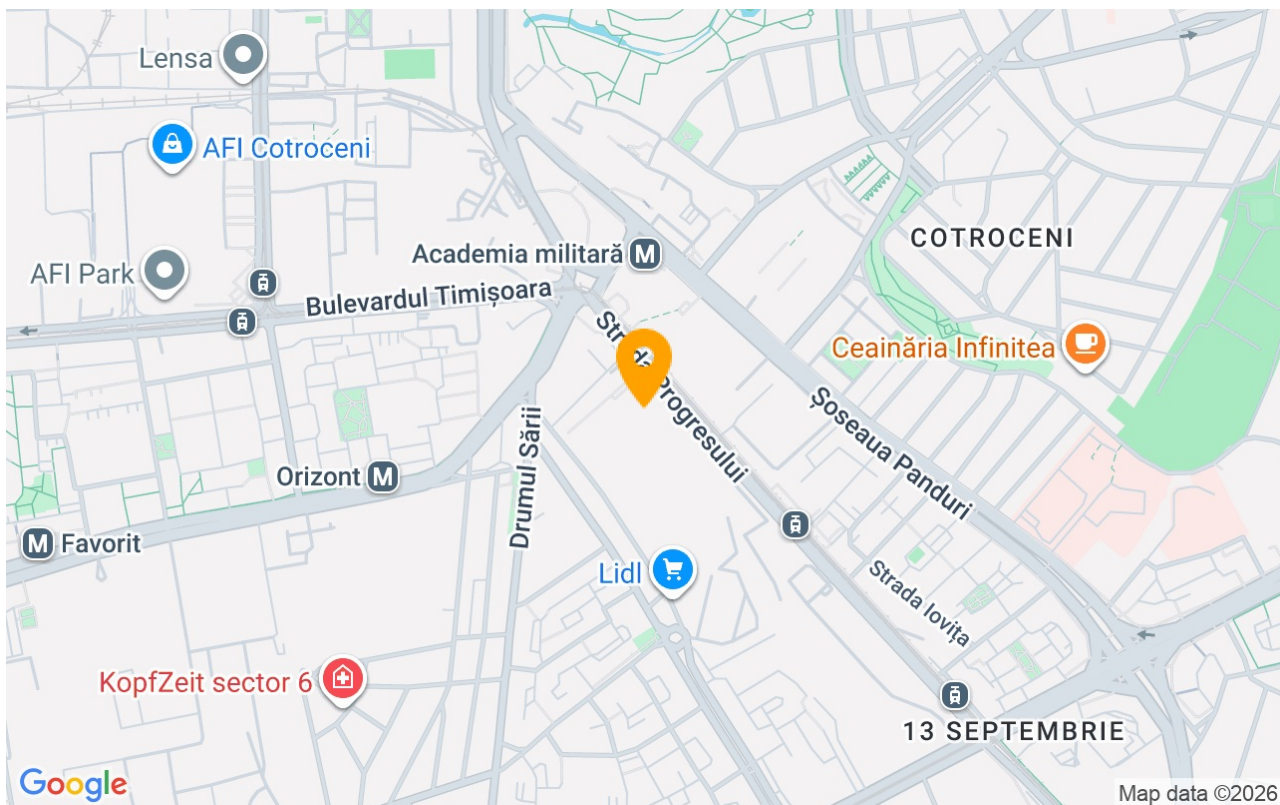 Lensa
AFI Cotroceni
COTROCENI
Academia militară
M
AFI Park
Bulevardul Timișoara
Strada Progresului
Ceainăria Infinitea
Șoseaua Panduri
Drumul Sării
Orizont
M
M
Favorit
Lidl
Strada Iovița
KopfZeit sector 6
13 SEPTEMBRIE
Google
Map data ©2026